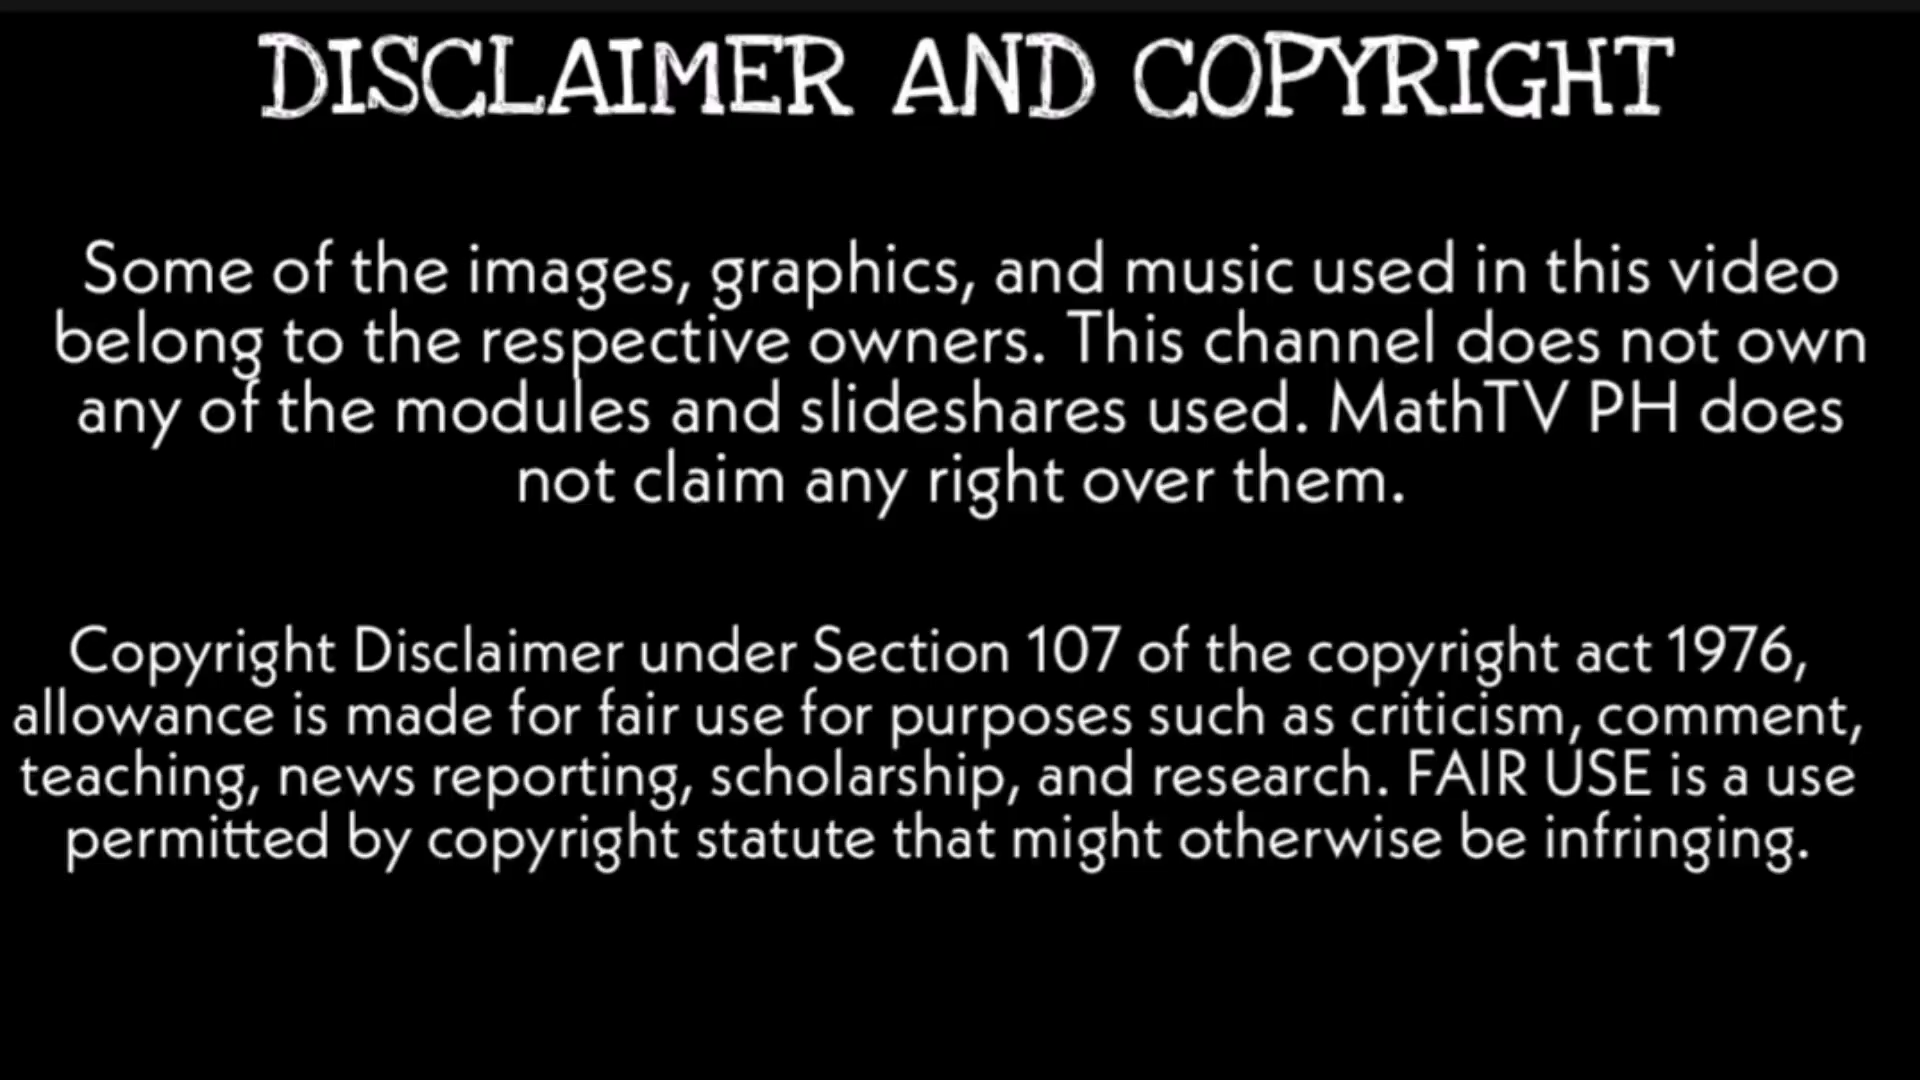 DISCLAIMER AND COPYRIGHT
Some of the images, graphics, and music used in this video
belong to the respective owners. This channel does not own
any of the modules and slideshares used. MathTV PH does
not claim any right over them.
Copyright Disclaimer under Section 107 of the copyright act 1976,
allowance is made for fair use for purposes such as criticism, comment,
teaching, news reporting, scholarship, and research. FAIR USE is a use
permitted by copyright statute that might otherwise be infringing.